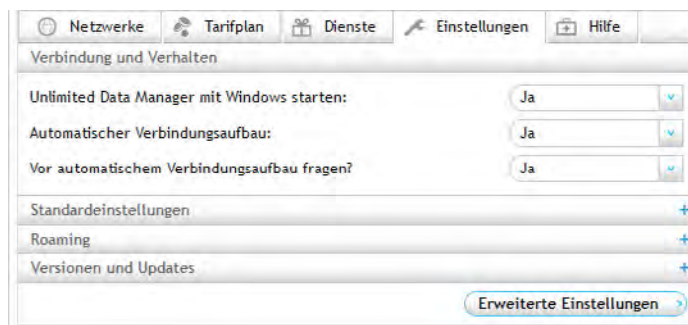 Netzwerke Tarifplan Dienste Einstellungen Hilfe
Verbindung und Verhalten
Unlimited Data Manager mit Windows starten: Ja
Automatischer Verbindungsaufbau: Ja
Vor automatischem Verbindungsaufbau fragen? Ja
Standardeinstellungen +
Roaming +
Versionen und Updates +
Erweiterte Einstellungen